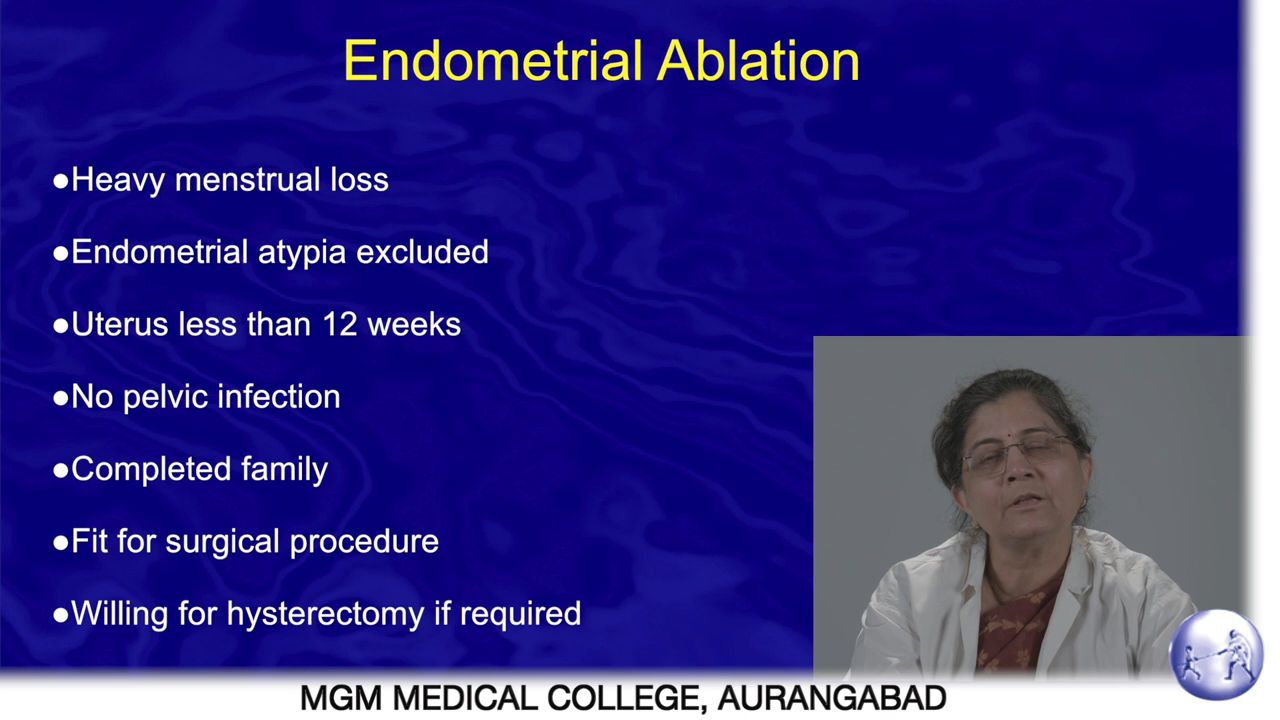 Endometrial Ablation
●Heavy menstrual loss
●Endometrial atypia excluded
●Uterus less than 12 weeks
●No pelvic infection
●Completed family
●Fit for surgical procedure
●Willing for hysterectomy if required
MGM MEDICAL COLLEGE, AURANGABAD